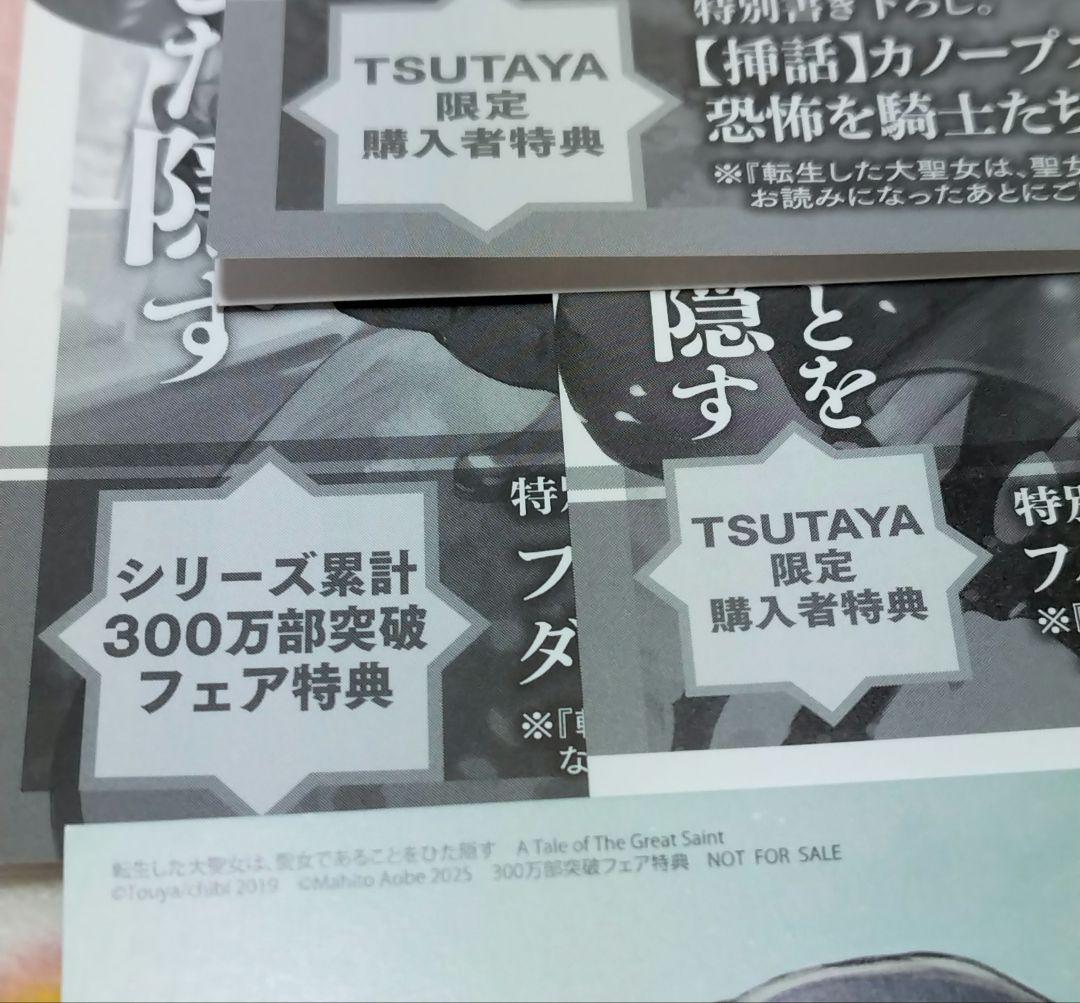 特別書き下ろし。
【挿話】カノープス
恐怖を騎士たち
※『転生した大聖女は、聖女
お読みになったあとにご
TSUTAYA
限定
購入者特典
した隠す
隠す
とを
シリーズ累計
300万部突破
フェア特典
特別
フ
ダ
※『転
な
TSUTAYA
限定
購入者特典
特別
フ
※『
転生した大聖女は、聖女であることをひた隠す A Tale of The Great Saint
©Touya/chibi 2019 ©Mahito Aobe 2025 300万部突破フェア特典 NOT FOR SALE